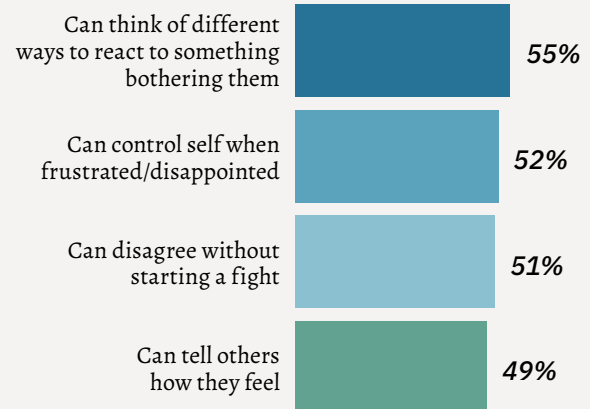 Can think of different
ways to react to something
bothering them
55%
Can control self when
frustrated/disappointed
52%
Can disagree without
starting a fight
51%
Can tell others
how they feel
49%